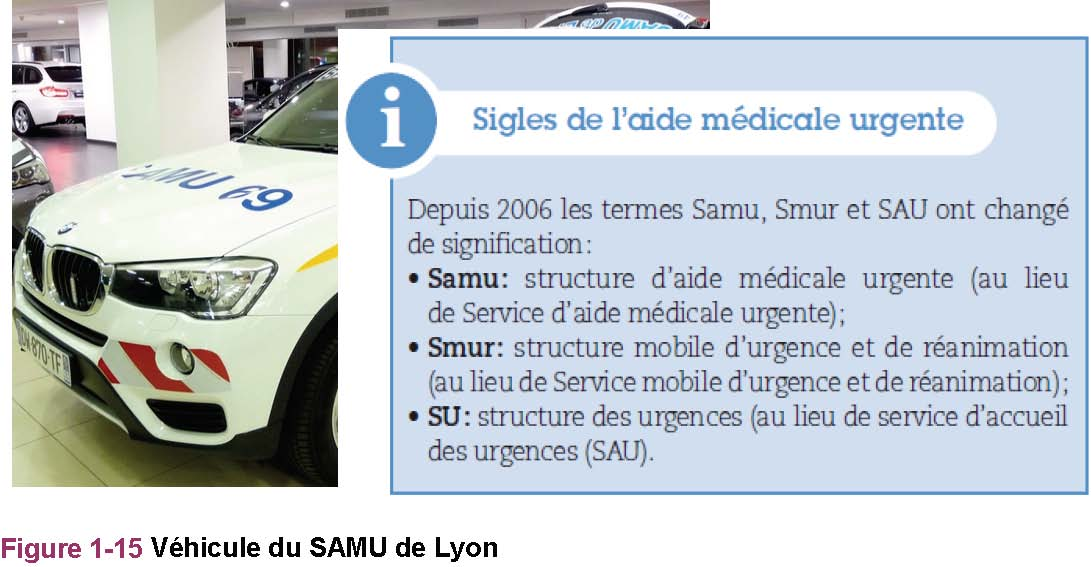 SAMU 69
870-TF
i
Sigles de l'aide médicale urgente
Depuis 2006 les termes Samu, Smur et SAU ont changé
de signification :
• Samu : structure d'aide médicale urgente (au lieu
de Service d'aide médicale urgente) ;
• Smur : structure mobile d'urgence et de réanimation
(au lieu de Service mobile d'urgence et de réanimation) ;
• SU : structure des urgences (au lieu de service d'accueil
des urgences (SAU).
Figure 1-15 Véhicule du SAMU de Lyon